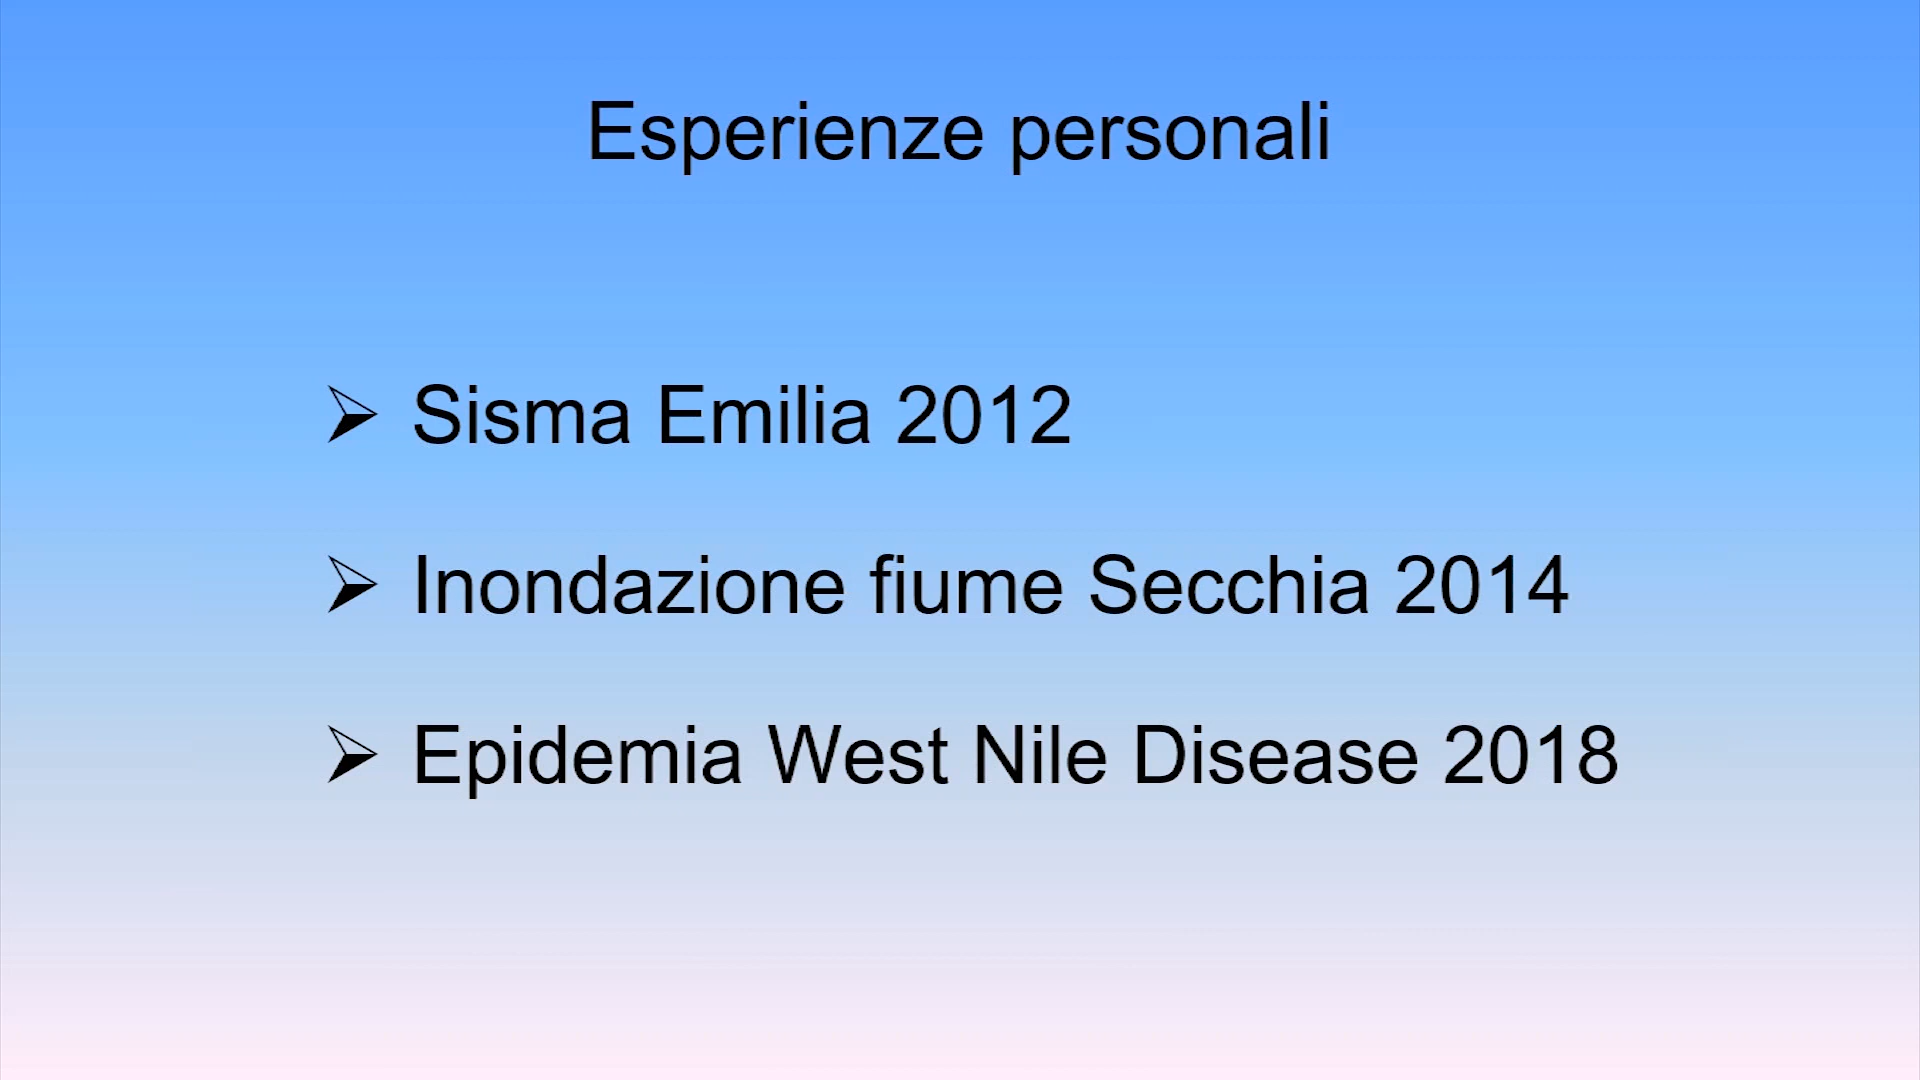 Esperienze personali
➢ Sisma Emilia 2012
➢ Inondazione fiume Secchia 2014
➢ Epidemia West Nile Disease 2018